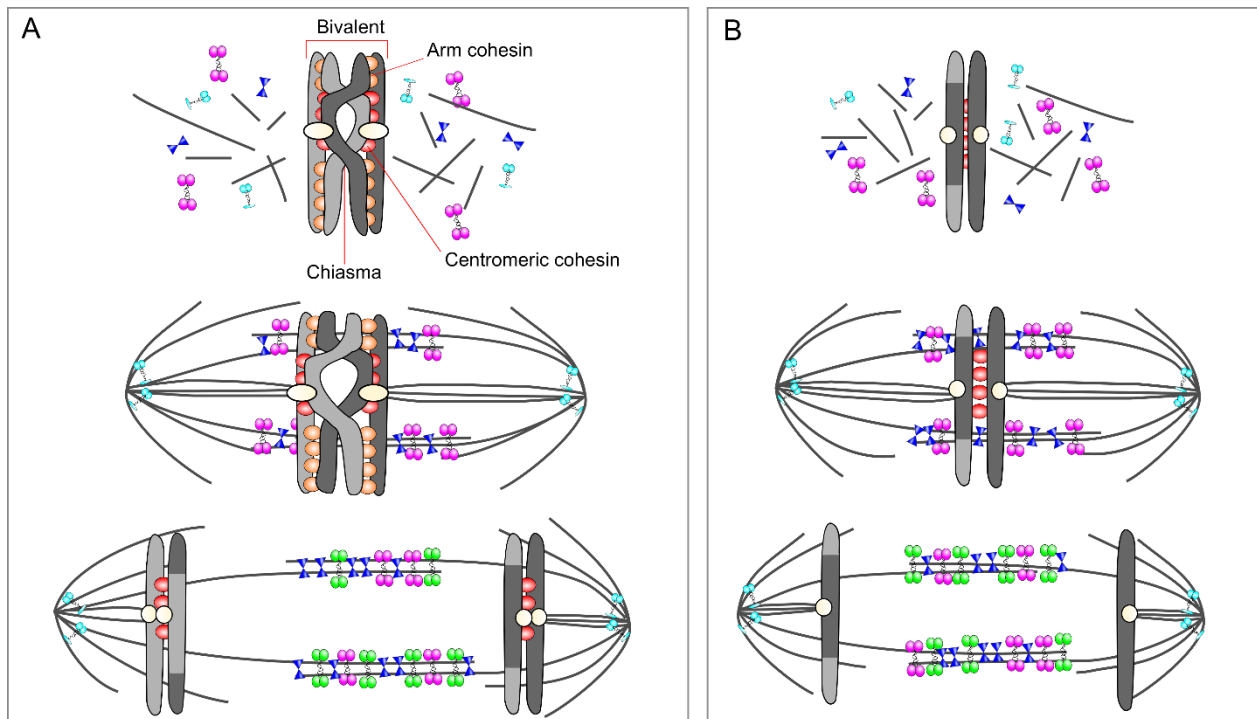 A
Bivalent
Arm cohesin
Chiasma
Centromeric cohesin
B